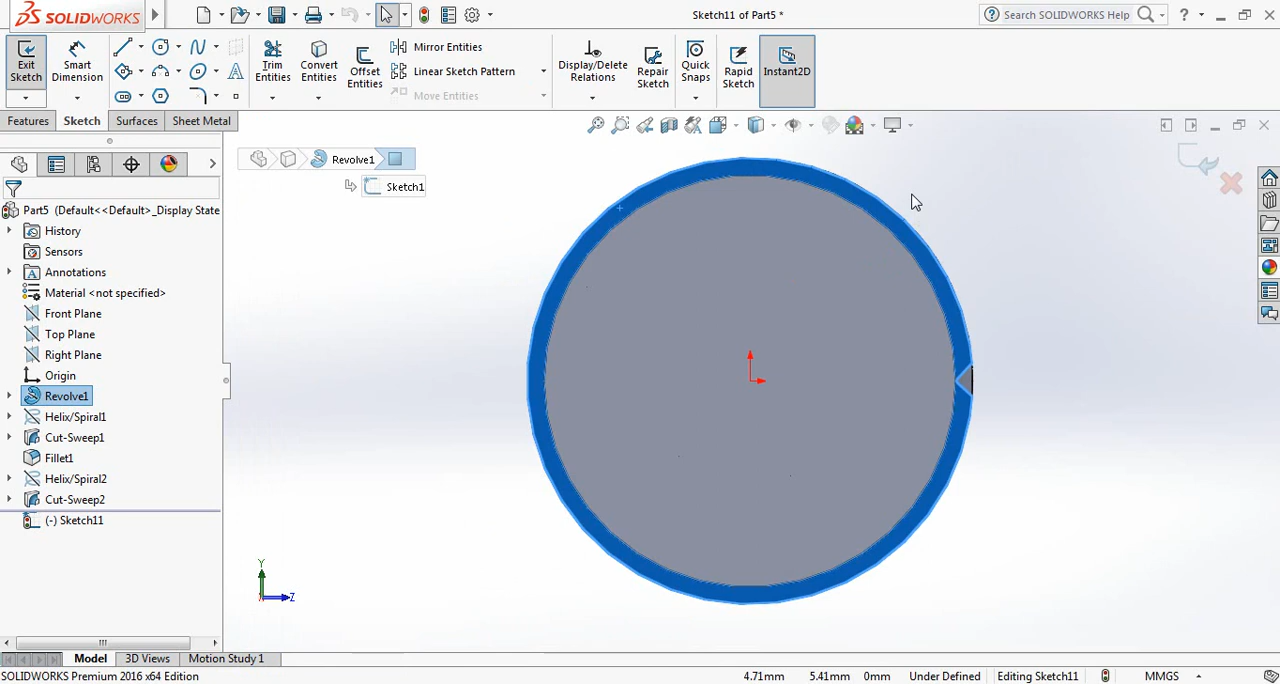 SOLIDWORKS
Sketch11 of Part5 *
Search SOLIDWORKS Help
Exit Sketch
Smart Dimension
Trim Entities
Convert Entities
Offset Entities
Mirror Entities
Linear Sketch Pattern
Move Entities
Display/Delete Relations
Repair Sketch
Quick Snaps
Rapid Sketch
Instant2D
Features
Sketch
Surfaces
Sheet Metal
Revolve1
Sketch1
Part5 (Default<<Default>_Display State
History
Sensors
Annotations
Material <not specified>
Front Plane
Top Plane
Right Plane
Origin
Revolve1
Helix/Spiral1
Cut-Sweep1
Fillet1
Helix/Spiral2
Cut-Sweep2
(-) Sketch11
Y
Z
Model
3D Views
Motion Study 1
SOLIDWORKS Premium 2016 x64 Edition
4.71mm
5.41mm
0mm
Under Defined
Editing Sketch11
MMGS